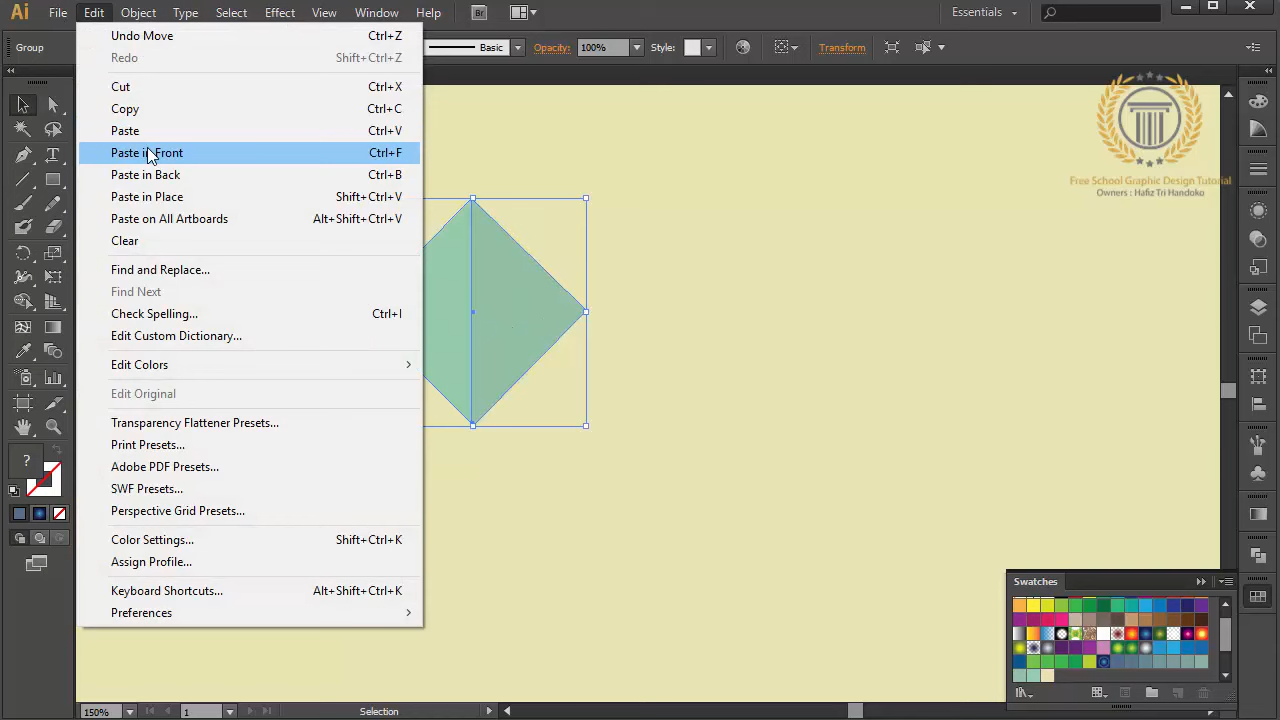 Ai File Edit Object Type Select Effect View Window Help Br Essentials
Group Basic Opacity: 100% Style: Transform
Undo Move Ctrl+Z
Redo Shift+Ctrl+Z
Cut Ctrl+X
Copy Ctrl+C
Paste Ctrl+V
Paste in Front Ctrl+F
Paste in Back Ctrl+B
Paste in Place Shift+Ctrl+V
Paste on All Artboards Alt+Shift+Ctrl+V
Clear
Find and Replace...
Find Next
Check Spelling... Ctrl+I
Edit Custom Dictionary...
Edit Colors
Edit Original
Transparency Flattener Presets...
Print Presets...
Adobe PDF Presets...
SWF Presets...
Perspective Grid Presets...
Color Settings... Shift+Ctrl+K
Assign Profile...
Keyboard Shortcuts... Alt+Shift+Ctrl+K
Preferences
Free School Graphic Design Tutorial
Owners : Hafiz Tri Handoko
?
Swatches
150% 1 Selection